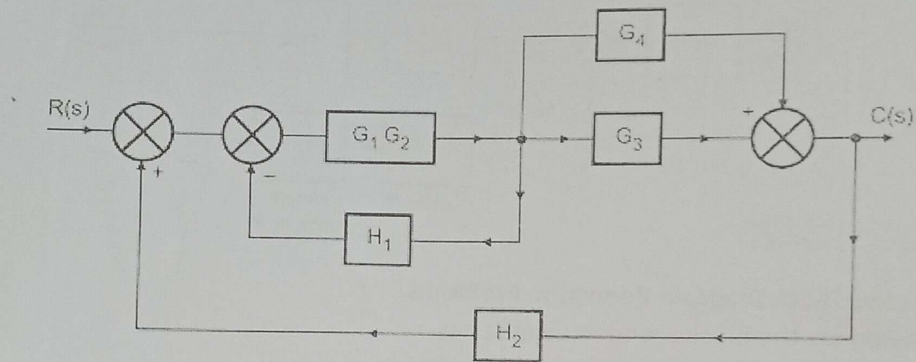 G₄
R(s)
+
C(s)
G₁ G₂
G₃
+
−
H₁
H₂